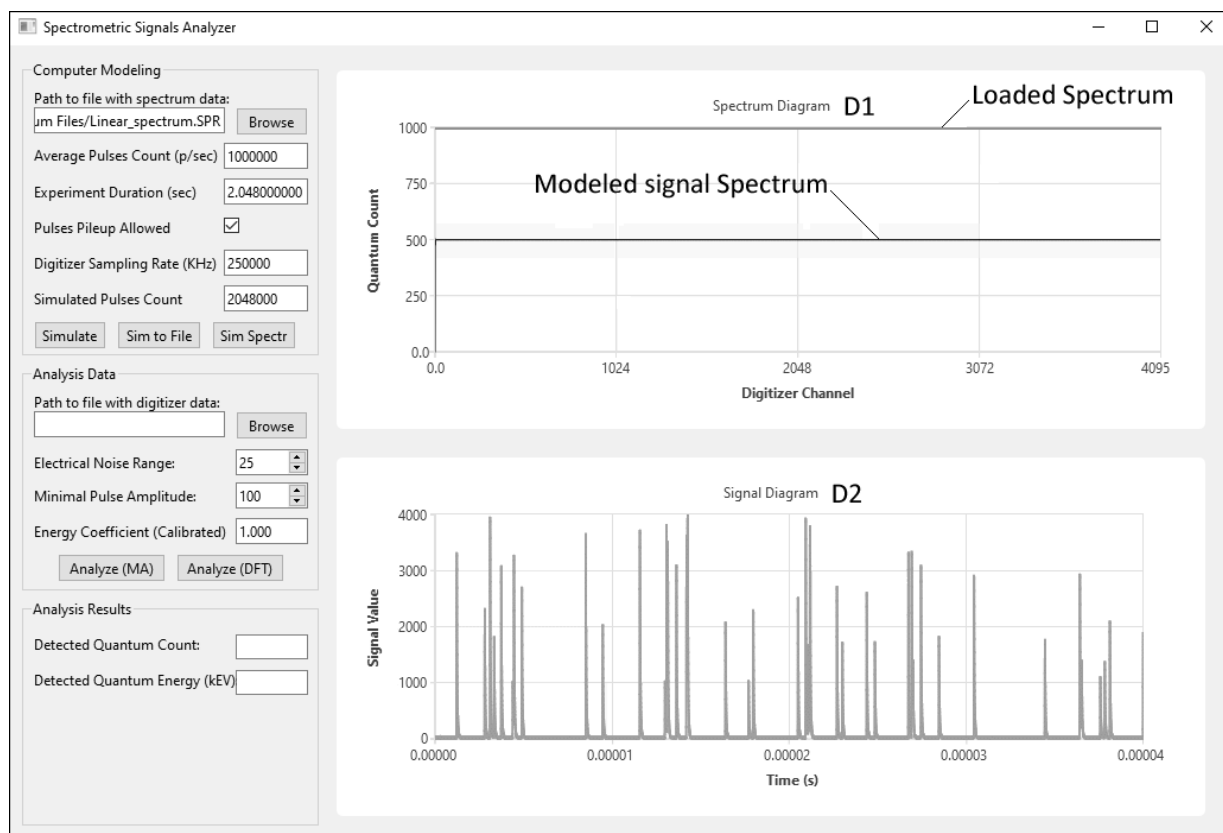 Spectrometric Signals Analyzer
Computer Modeling
Path to file with spectrum data:
um Files/Linear_spectrum.SPR
Browse
Average Pulses Count (p/sec)
1000000
Experiment Duration (sec)
2.048000000
Pulses Pileup Allowed
Digitizer Sampling Rate (KHz)
250000
Simulated Pulses Count
2048000
Simulate
Sim to File
Sim Spectr
Analysis Data
Path to file with digitizer data:
Browse
Electrical Noise Range:
25
Minimal Pulse Amplitude:
100
Energy Coefficient (Calibrated)
1.000
Analyze (MA)
Analyze (DFT)
Analysis Results
Detected Quantum Count:
Detected Quantum Energy (kEV)
Spectrum Diagram D1
Loaded Spectrum
Modeled signal Spectrum
Quantum Count
1000
750
500
250
0.0
0.0 1024 2048 3072 4095
Digitizer Channel
Signal Diagram D2
Signal Value
4000
3000
2000
1000
0
0.00000 0.00001 0.00002 0.00003 0.00004
Time (s)